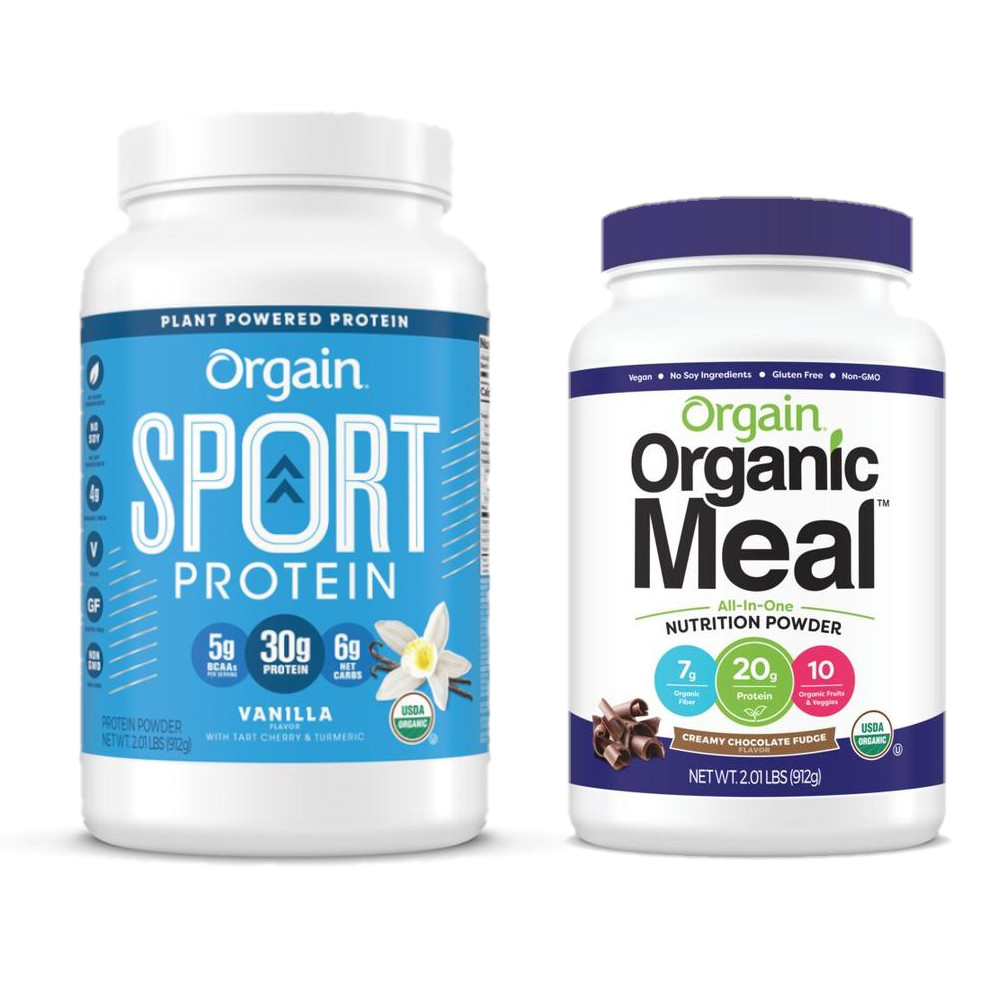 PLANT POWERED PROTEIN
Orgain.
SPORT
PROTEIN
NO
SOY
4g
V
GF
NON
GMO
5g
BCAAs
PER SERVING
30g
PROTEIN
6g
NET
CARBS
VANILLA
FLAVOR
WITH TART CHERRY & TURMERIC
PROTEIN POWDER
NET WT. 2.01 LBS (912g)
USDA
ORGANIC
U
Vegan • No Soy Ingredients • Gluten Free • Non-GMO
Orgain.
Organic
Meal™
All-In-One
NUTRITION POWDER
7g
Organic
Fiber
20g
Protein
10
Organic Fruits
& Veggies
CREAMY CHOCOLATE FUDGE
FLAVOR
USDA
ORGANIC
U
NET WT. 2.01 LBS (912g)